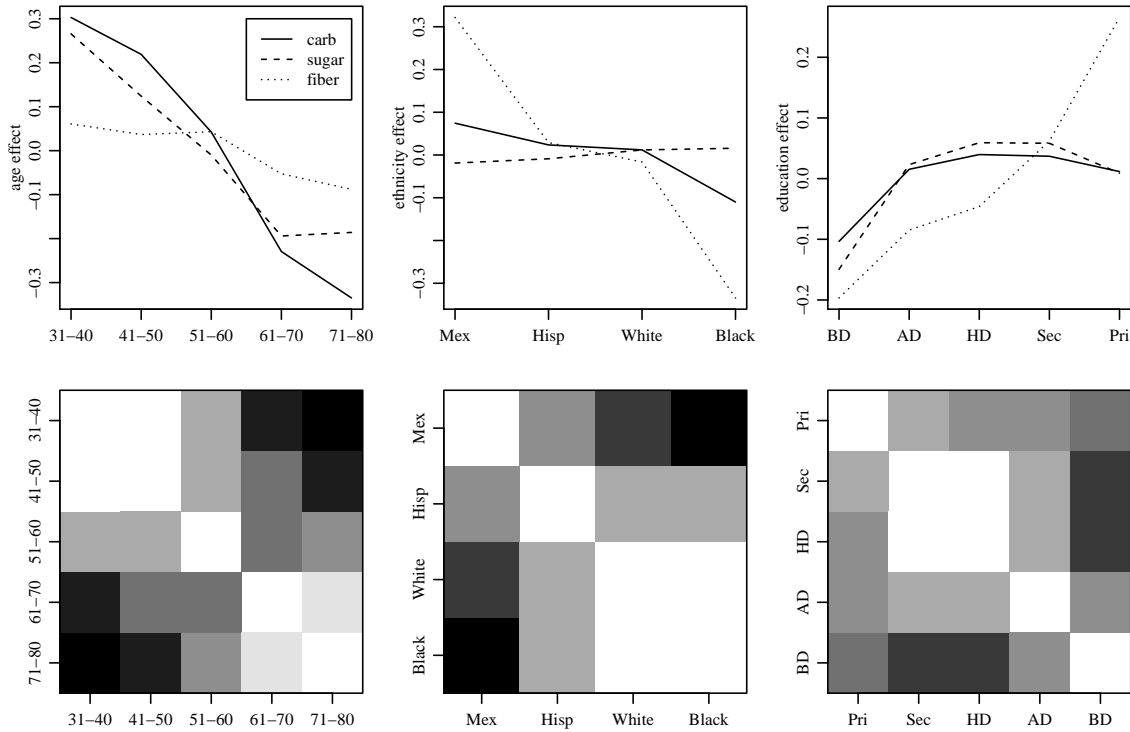 age effect
−0.3
−0.1
0.0
0.1
0.2
0.3
31−40
41−50
51−60
61−70
71−80
carb
sugar
fiber
ethnicity effect
−0.3
−0.1
0.0
0.1
0.2
0.3
Mex
Hisp
White
Black
education effect
−0.2
−0.1
0.0
0.1
0.2
BD
AD
HD
Sec
Pri
31−40
41−50
51−60
61−70
71−80
31−40
41−50
51−60
61−70
71−80
Mex
Hisp
White
Black
Mex
Hisp
White
Black
Pri
Sec
HD
AD
BD
Pri
Sec
HD
AD
BD